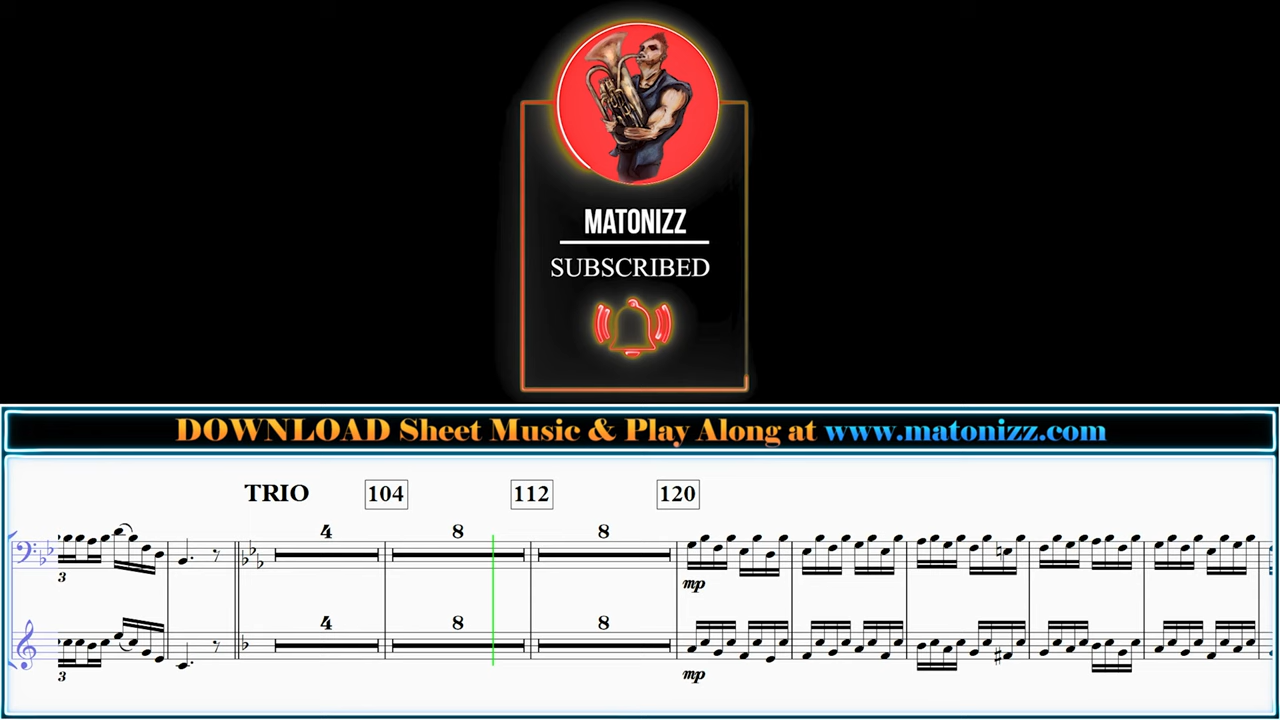 MATONIZZ
SUBSCRIBED
DOWNLOAD Sheet Music & Play Along at www.matonizz.com
TRIO 104 112 120
4 8 8
3 mp
4 8 8
3 mp